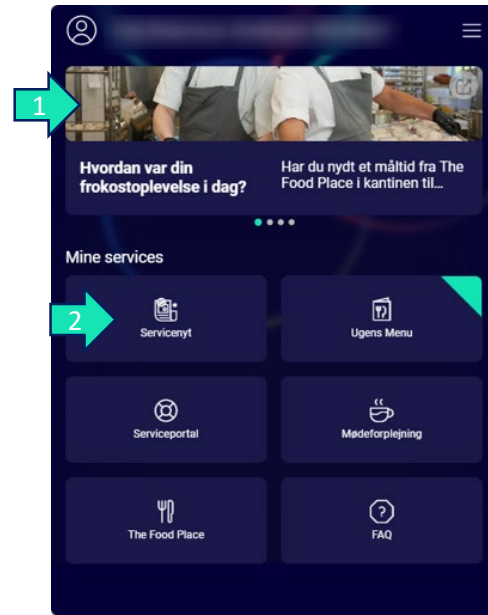 1
Hvordan var din
frokostoplevelse i dag?
Har du nydt et måltid fra The
Food Place i kantinen til...
Mine services
2
Servicenyt
Ugens Menu
Serviceportal
Mødeforplejning
The Food Place
FAQ